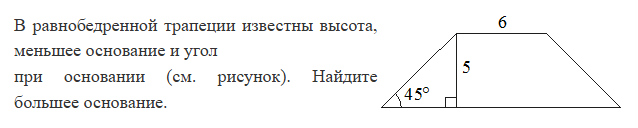 В равнобедренной трапеции известны высота,
меньшее основание и угол
при основании (см. рисунок). Найдите
большее основание.
6
5
45°